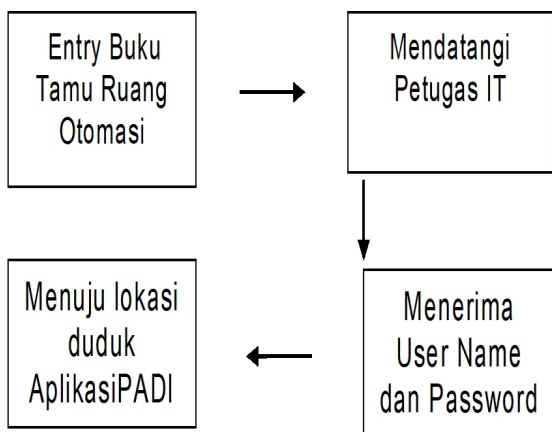 Entry Buku
Tamu Ruang
Otomasi
Mendatangi
Petugas IT
Menerima
User Name
dan Password
Menuju lokasi
duduk
AplikasiPADI